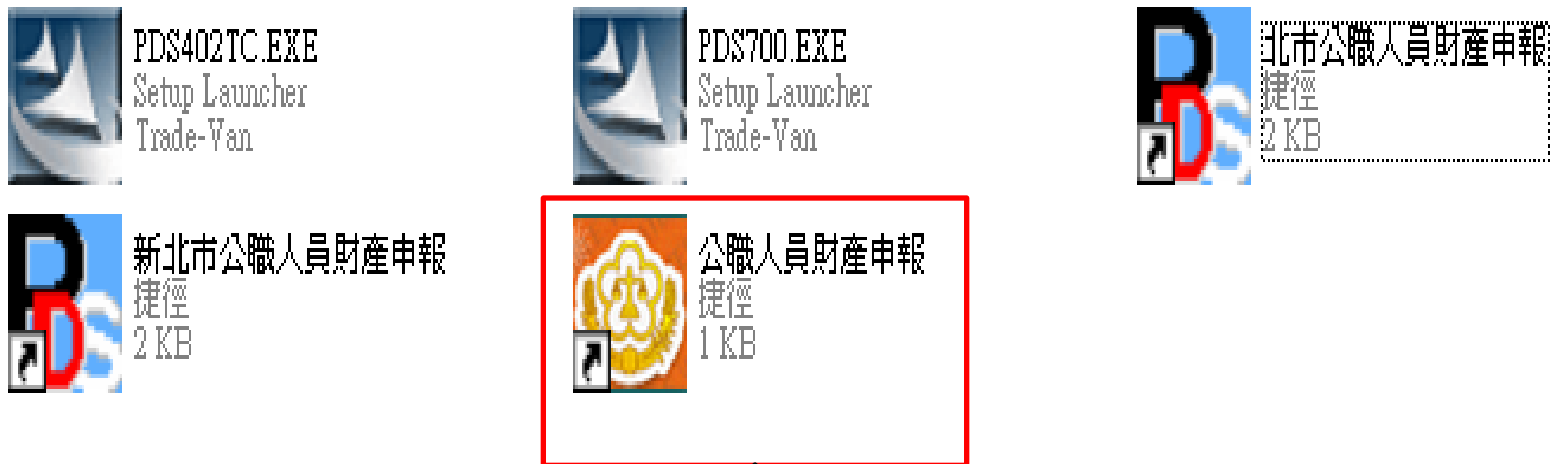 PDS402TC.EXE
Setup Launcher
Trade-Van
PDS700.EXE
Setup Launcher
Trade-Van
北市公職人員財產申報
捷徑
2 KB
新北市公職人員財產申報
捷徑
2 KB
公職人員財產申報
捷徑
1 KB